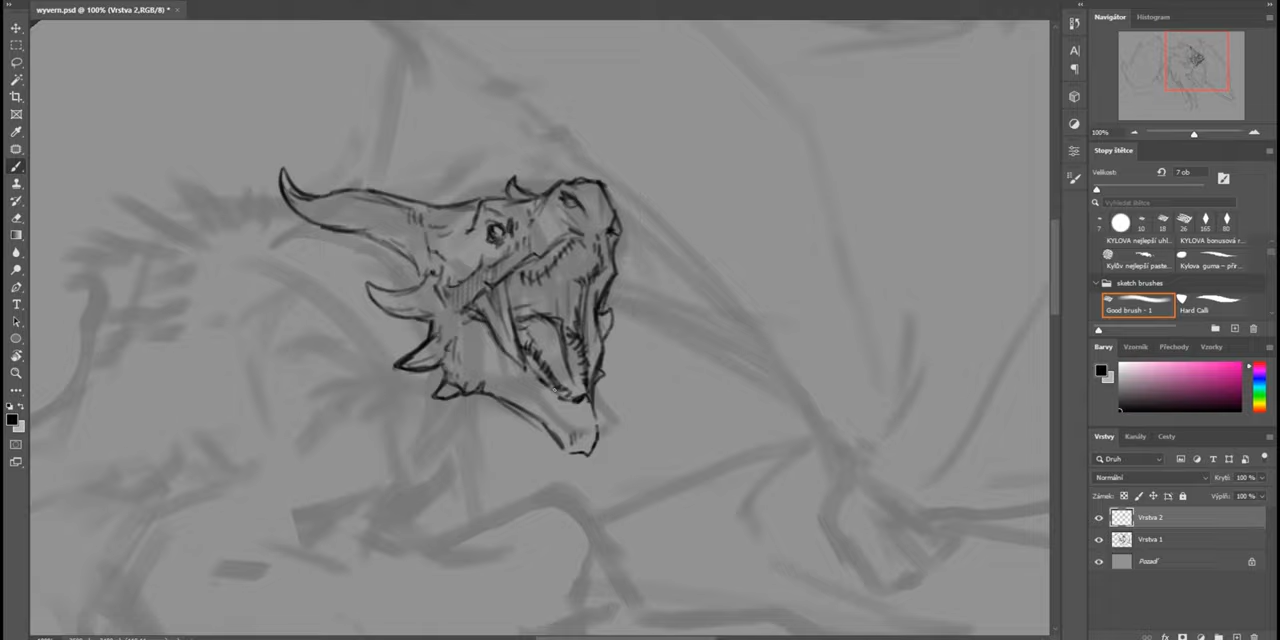 wyvern.psd @ 100% (Vrstva 2,RGB/8) *
Navigátor Histogram
100%
Stopy štětce
Velikost: 7 ob
Vyhledat štětce
7 10 18 26 165 80
KYLOVA nejlepší uhl... KYLOVA bonusová r...
Kylův nejlepší paste... Kylova guma – přir...
sketch brushes
Good brush - 1 Hard Calli
Barvy Vzorník Přechody Vzorky
Vrstvy Kanály Cesty
Druh
Normální Krytí: 100 %
Zámek: Výplň: 100 %
Vrstva 2
Vrstva 1
Pozadí